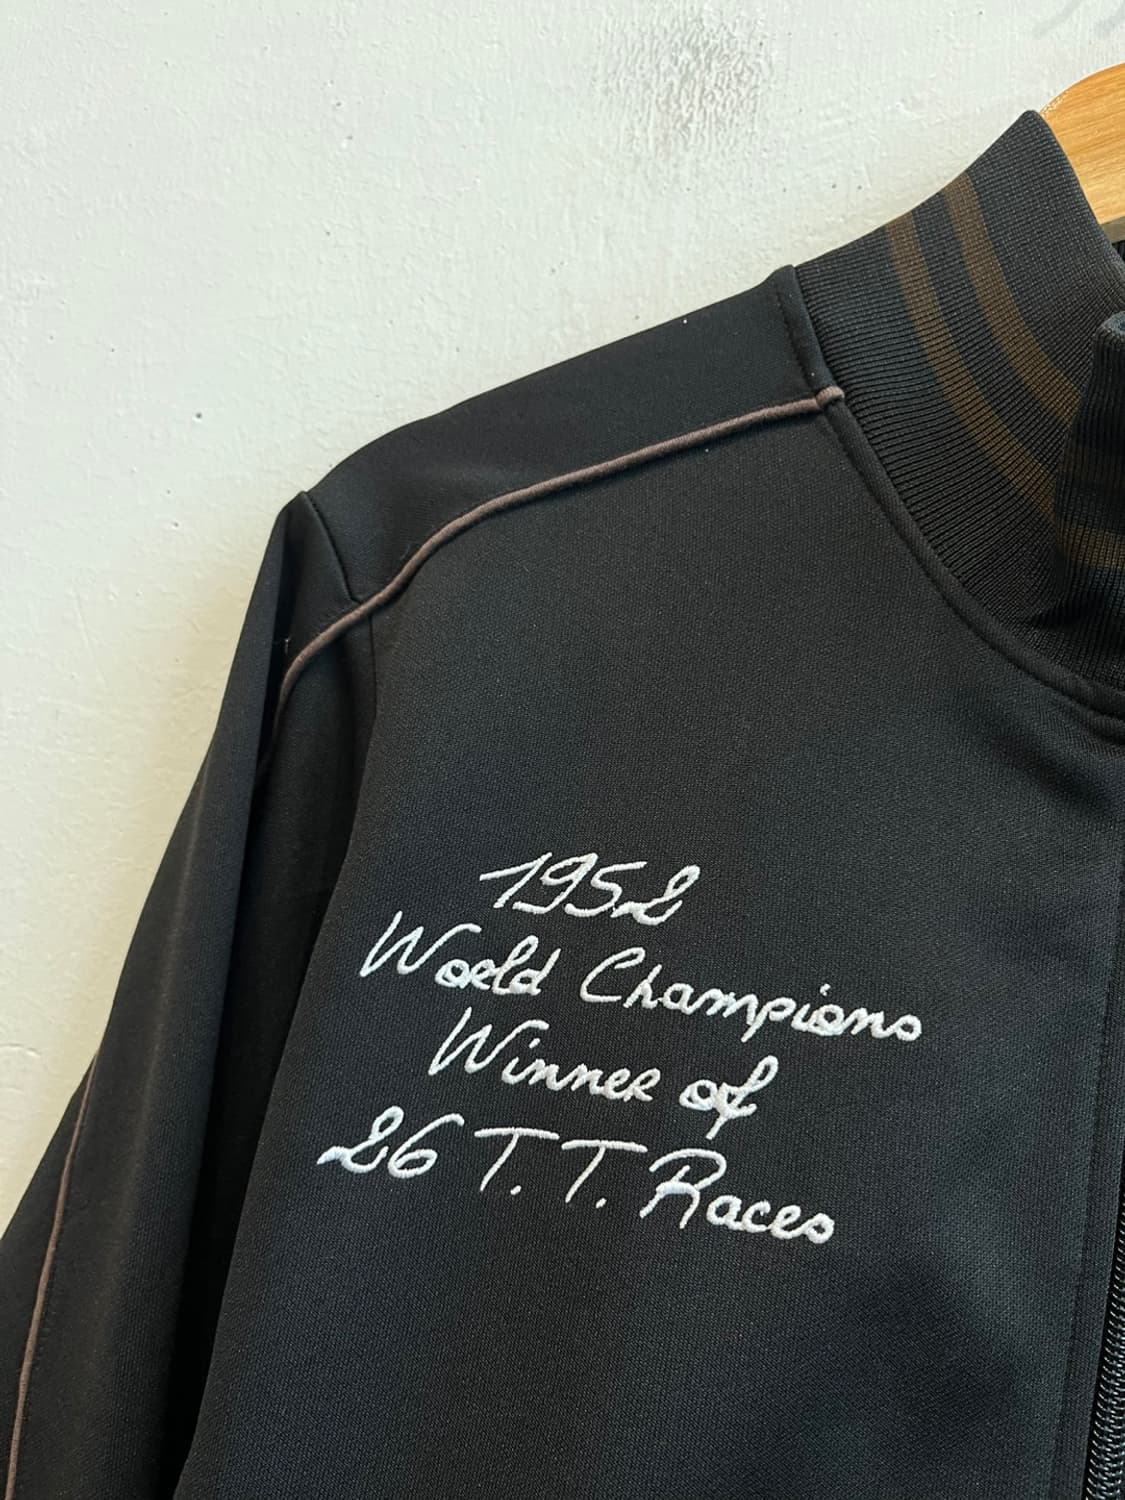 1952
World Champions
Winner of
26 T.T. Races